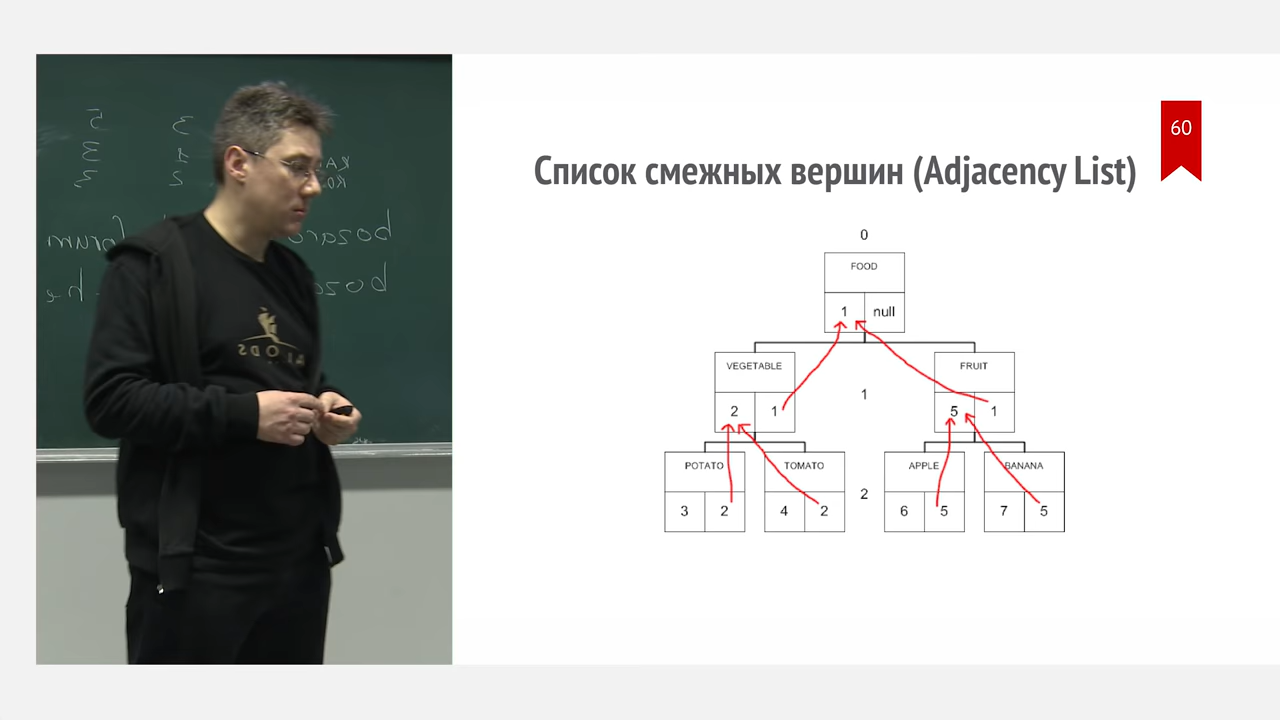 60
Список смежных вершин (Adjacency List)
0
FOOD
1 null
VEGETABLE FRUIT
1
2 1 5 1
POTATO TOMATO APPLE BANANA
2
3 2 4 2 6 5 7 5